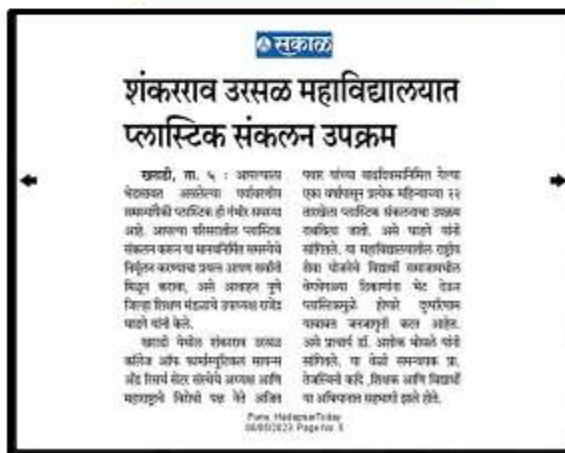 सकाळ
शंकरराव उरसळ महाविद्यालयात
प्लास्टिक संकलन उपक्रम
खराडी, ता. ५ : आपल्याला
भेडसावत असलेल्या पर्यावरणीय
समस्यांपैकी प्लास्टिक ही गंभीर समस्या
आहे. आपल्या परिसरातील प्लास्टिक
संकलन करून या मानवनिर्मित समस्येचे
निर्मूलन करण्याचा प्रयत्न आपण सर्वांनी
मिळून करावा, असे आवाहन पुणे
जिल्हा शिक्षण मंडळाचे उपाध्यक्ष राजेंद्र
घाडगे यांनी केले.
खराडी येथील शंकरराव उरसळ
कॉलेज ऑफ फार्मास्युटिकल सायन्स
अँड रिसर्च सेंटर संस्थेचे अध्यक्ष आणि
महाराष्ट्राचे विरोधी पक्ष नेते अजित
पवार यांच्या वाढदिवसानिमित्त गेल्या
एका वर्षापासून प्रत्येक महिन्याच्या २२
तारखेला प्लास्टिक संकलनाचा उपक्रम
राबविला जातो, असे घाडगे यांनी
सांगितले. या महाविद्यालयातील राष्ट्रीय
सेवा योजनेचे विद्यार्थी समाजामधील
वेगवेगळ्या ठिकाणांना भेट देऊन
प्लास्टिकमुळे होणारे दुष्परिणाम
याबाबत जनजागृती करत आहेत.
असे प्राचार्य डॉ. अशोक भोसले यांनी
सांगितले. या वेळी समन्वयक प्रा.
तेजस्विनी कदि ,शिक्षक आणि विद्यार्थी
या अभियानात सहभागी झाले होते.
Pune, HadapsarToday
06/05/2023 Page No. 5